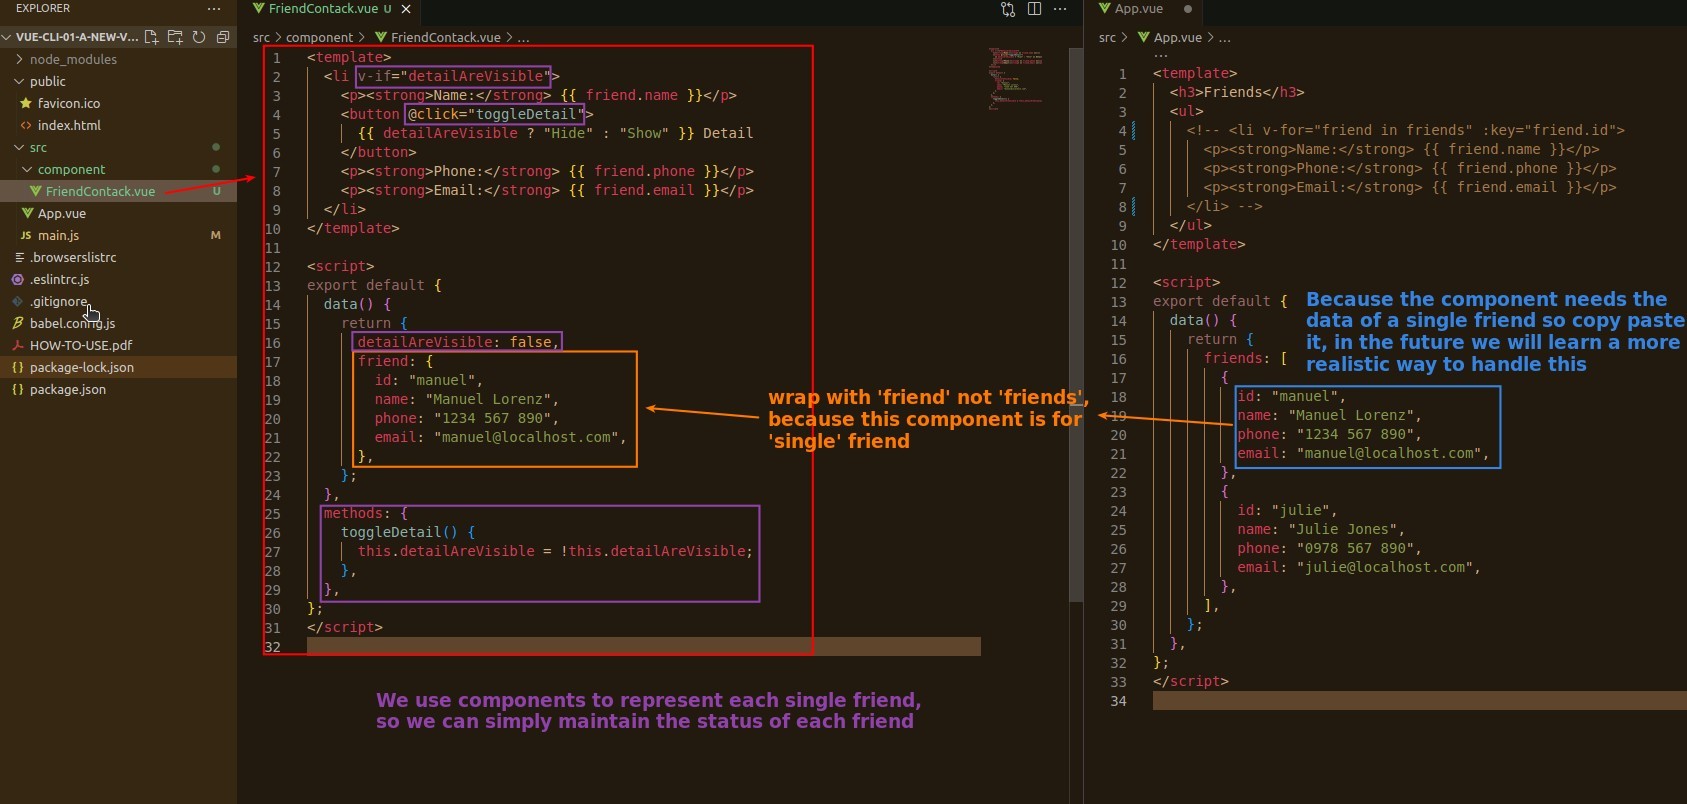 EXPLORER
VUE-CLI-01-A-NEW-V...
node_modules
public
favicon.ico
index.html
src
component
FriendContack.vue U
App.vue
JS main.js M
.browserslistrc
.eslintrc.js
.gitignore
babel.config.js
HOW-TO-USE.pdf
{ } package-lock.json
{ } package.json
FriendContack.vue U
src > component > FriendContack.vue > ...
1 <template>
2 <li v-if="detailAreVisible">
3 <p><strong>Name:</strong> {{ friend.name }}</p>
4 <button @click="toggleDetail">
5 {{ detailAreVisible ? "Hide" : "Show" }} Detail
6 </button>
7 <p><strong>Phone:</strong> {{ friend.phone }}</p>
8 <p><strong>Email:</strong> {{ friend.email }}</p>
9 </li>
10 </template>
11
12 <script>
13 export default {
14 data() {
15 return {
16 detailAreVisible: false,
17 friend: {
18 id: "manuel",
19 name: "Manuel Lorenz",
20 phone: "1234 567 890",
21 email: "manuel@localhost.com",
22 },
23 };
24 },
25 methods: {
26 toggleDetail() {
27 this.detailAreVisible = !this.detailAreVisible;
28 },
29 },
30 };
31 </script>
32
We use components to represent each single friend,
so we can simply maintain the status of each friend
wrap with 'friend' not 'friends',
because this component is for
'single' friend
App.vue
src > App.vue > ...
...
1 <template>
2 <h3>Friends</h3>
3 <ul>
4 <!-- <li v-for="friend in friends" :key="friend.id">
5 <p><strong>Name:</strong> {{ friend.name }}</p>
6 <p><strong>Phone:</strong> {{ friend.phone }}</p>
7 <p><strong>Email:</strong> {{ friend.email }}</p>
8 </li> -->
9 </ul>
10 </template>
11
12 <script>
13 export default {
14 data() {
15 return {
16 friends: [
17 {
18 id: "manuel",
19 name: "Manuel Lorenz",
20 phone: "1234 567 890",
21 email: "manuel@localhost.com",
22 },
23 {
24 id: "julie",
25 name: "Julie Jones",
26 phone: "0978 567 890",
27 email: "julie@localhost.com",
28 },
29 ],
30 };
31 },
32 };
33 </script>
34
Because the component needs the
data of a single friend so copy paste
it, in the future we will learn a more
realistic way to handle this